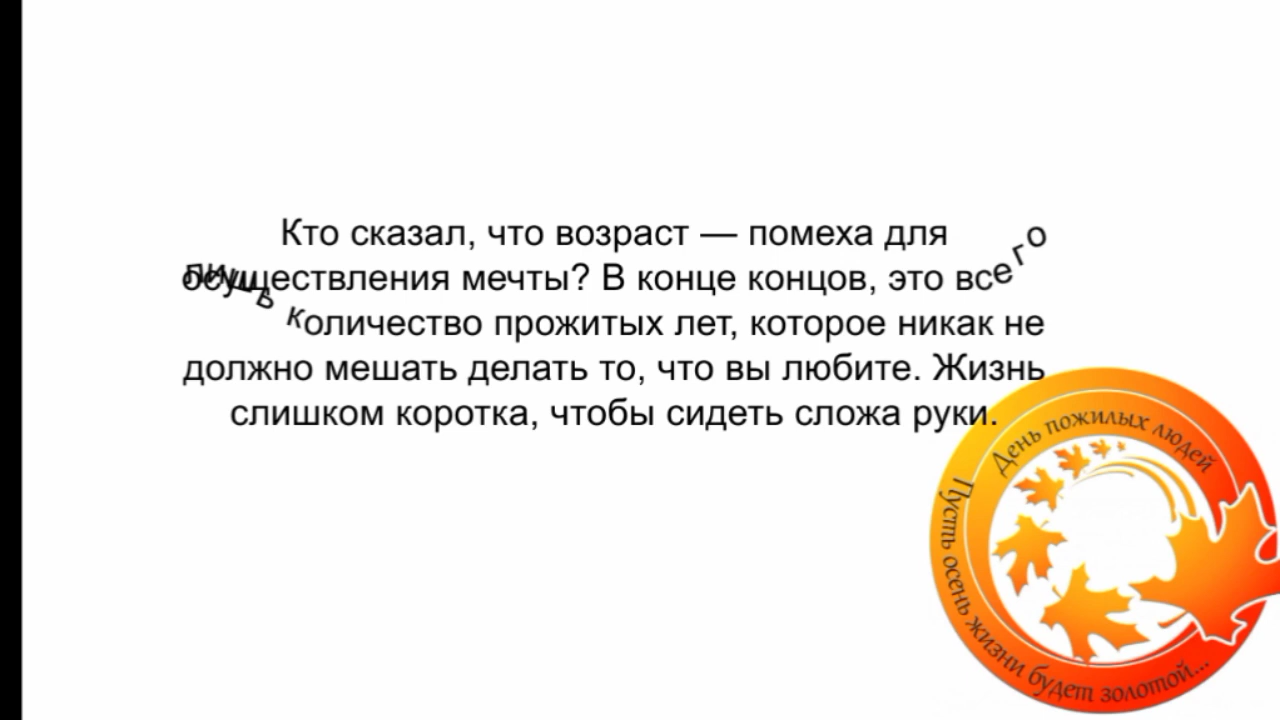 Кто сказал, что возраст — помеха для
осуществления мечты? В конце концов, это всего
лишь количество прожитых лет, которое никак не
должно мешать делать то, что вы любите. Жизнь
слишком коротка, чтобы сидеть сложа руки.
День пожилых людей
Пусть осень жизни будет золотой...